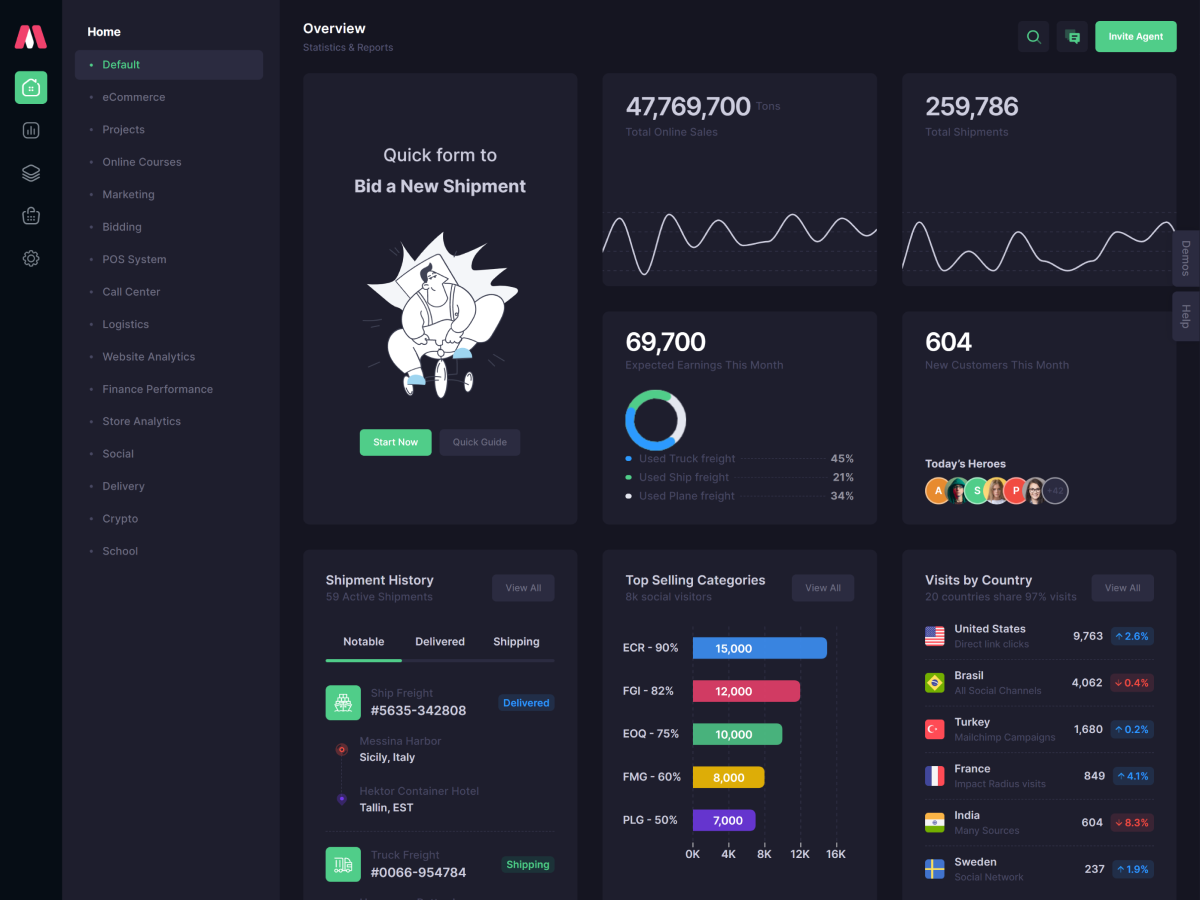 Home
Default
eCommerce
Projects
Online Courses
Marketing
Bidding
POS System
Call Center
Logistics
Website Analytics
Finance Performance
Store Analytics
Social
Delivery
Crypto
School
Overview
Statistics & Reports
Invite Agent
Quick form to
Bid a New Shipment
Start Now
Quick Guide
47,769,700 Tons
Total Online Sales
259,786
Total Shipments
Demos
Help
69,700
Expected Earnings This Month
Used Truck freight 45%
Used Ship freight 21%
Used Plane freight 34%
604
New Customers This Month
Today's Heroes
A S P +42
Shipment History
59 Active Shipments
View All
Notable Delivered Shipping
Ship Freight
#5635-342808
Delivered
Messina Harbor
Sicily, Italy
Hektor Container Hotel
Tallin, EST
Truck Freight
#0066-954784
Shipping
Top Selling Categories
8k social visitors
View All
ECR - 90% 15,000
FGI - 82% 12,000
EOQ - 75% 10,000
FMG - 60% 8,000
PLG - 50% 7,000
0K 4K 8K 12K 16K
Visits by Country
20 countries share 97% visits
View All
United States
Direct link clicks
9,763 2.6%
Brasil
All Social Channels
4,062 0.4%
Turkey
Mailchimp Campaigns
1,680 0.2%
France
Impact Radius visits
849 4.1%
India
Many Sources
604 8.3%
Sweden
Social Network
237 1.9%